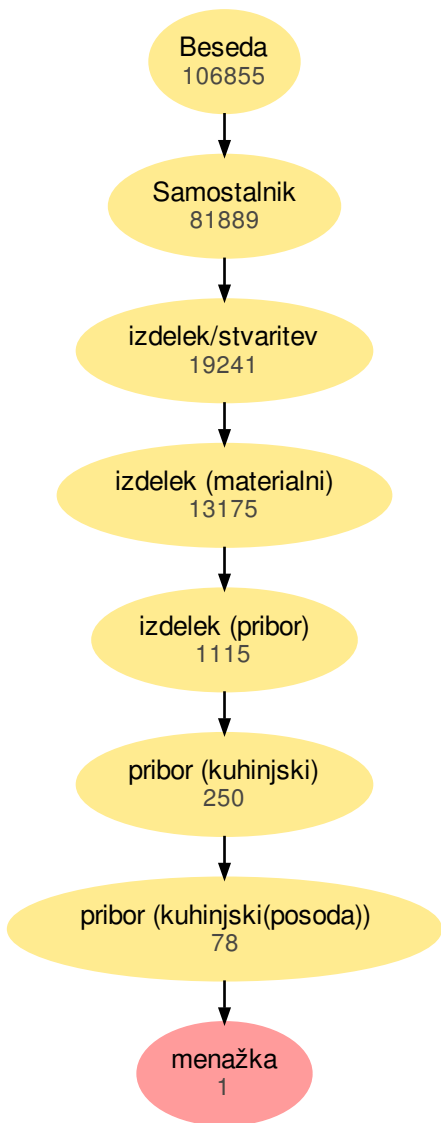 Beseda
106855
Samostalnik
81889
izdelek/stvaritev
19241
izdelek (materialni)
13175
izdelek (pribor)
1115
pribor (kuhinjski)
250
pribor (kuhinjski(posoda))
78
menažka
1